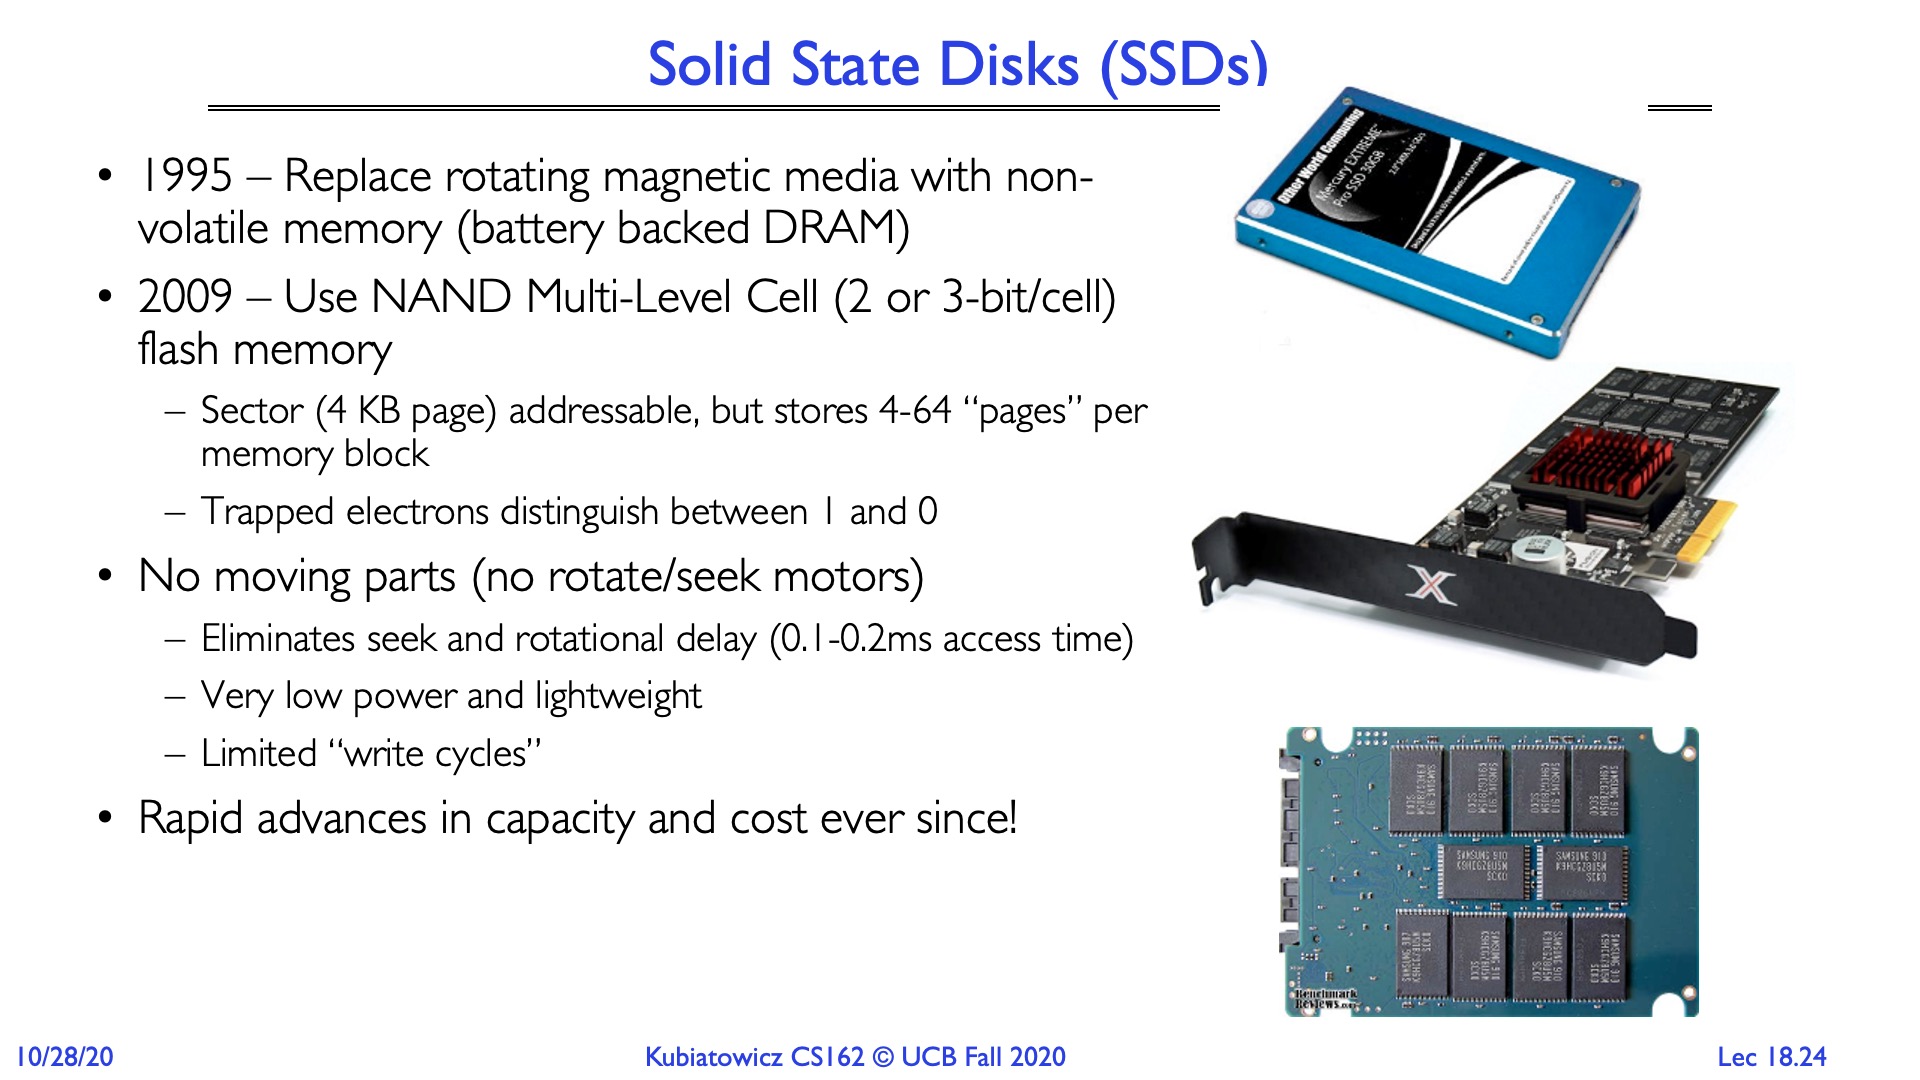 Solid State Disks (SSDs)
• 1995 – Replace rotating magnetic media with non-
volatile memory (battery backed DRAM)
• 2009 – Use NAND Multi-Level Cell (2 or 3-bit/cell)
flash memory
– Sector (4 KB page) addressable, but stores 4-64 “pages” per
memory block
– Trapped electrons distinguish between 1 and 0
• No moving parts (no rotate/seek motors)
– Eliminates seek and rotational delay (0.1-0.2ms access time)
– Very low power and lightweight
– Limited “write cycles”
• Rapid advances in capacity and cost ever since!
Other World Computing
Mercury EXTREME™
Pro SSD 30GB
X
Benchmark
Reviews.com
10/28/20
Kubiatowicz CS162 © UCB Fall 2020
Lec 18.24